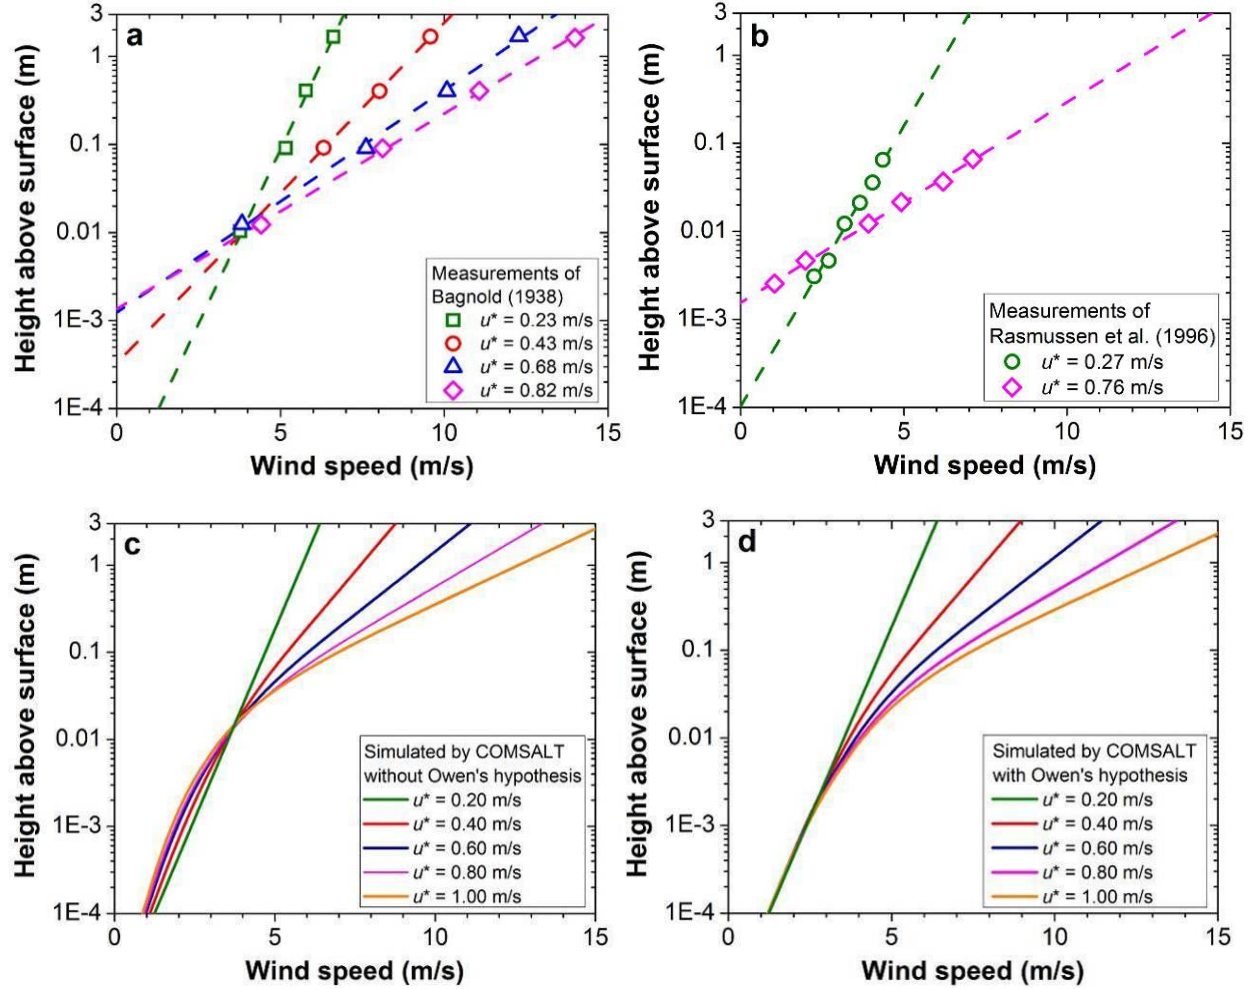 a
3
1
0.1
0.01
1E-3
1E-4
Height above surface (m)
0 5 10 15
Wind speed (m/s)
Measurements of
Bagnold (1938)
u* = 0.23 m/s
u* = 0.43 m/s
u* = 0.68 m/s
u* = 0.82 m/s
b
3
1
0.1
0.01
1E-3
1E-4
Height above surface (m)
0 5 10 15
Wind speed (m/s)
Measurements of
Rasmussen et al. (1996)
u* = 0.27 m/s
u* = 0.76 m/s
c
3
1
0.1
0.01
1E-3
1E-4
Height above surface (m)
0 5 10 15
Wind speed (m/s)
Simulated by COMSALT
without Owen's hypothesis
u* = 0.20 m/s
u* = 0.40 m/s
u* = 0.60 m/s
u* = 0.80 m/s
u* = 1.00 m/s
d
3
1
0.1
0.01
1E-3
1E-4
Height above surface (m)
0 5 10 15
Wind speed (m/s)
Simulated by COMSALT
with Owen's hypothesis
u* = 0.20 m/s
u* = 0.40 m/s
u* = 0.60 m/s
u* = 0.80 m/s
u* = 1.00 m/s